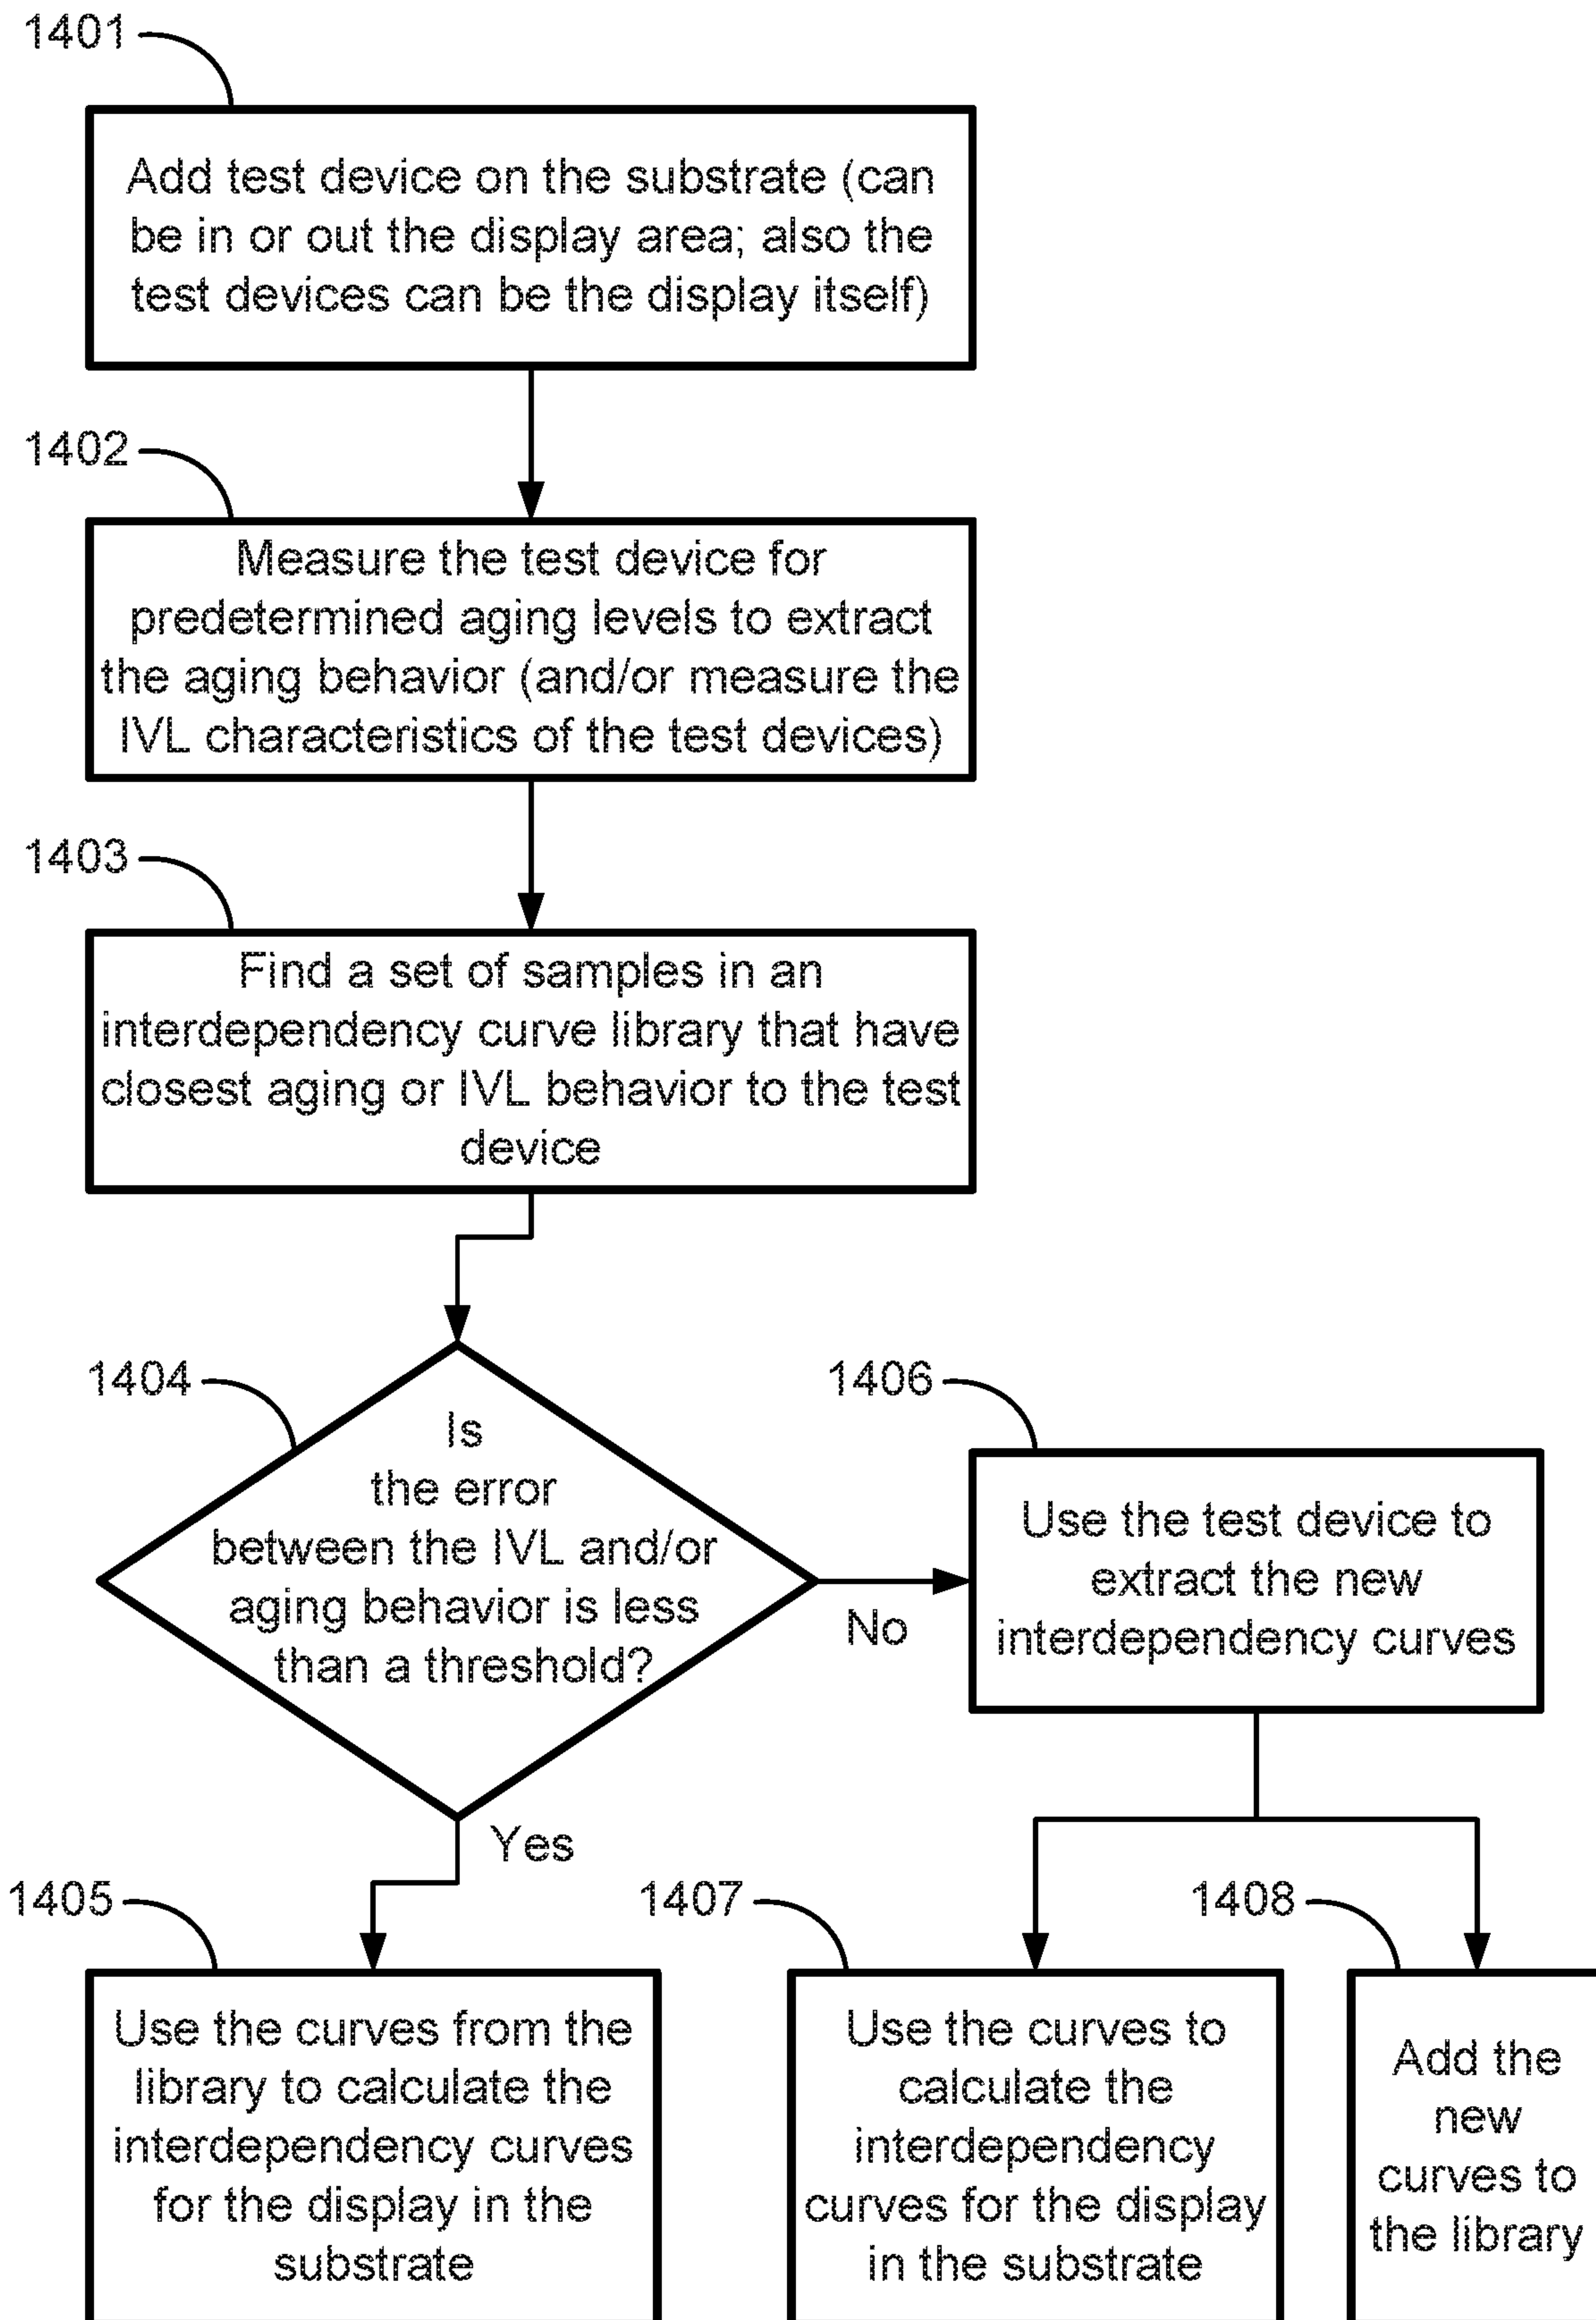 1401
Add test device on the substrate (can
be in or out the display area; also the
test devices can be the display itself)
1402
Measure the test device for
predetermined aging levels to extract
the aging behavior (and/or measure the
IVL characteristics of the test devices)
1403
Find a set of samples in an
interdependency curve library that have
closest aging or IVL behavior to the test
device
1404
Is
the error
between the IVL and/or
aging behavior is less
than a threshold?
No
Yes
1406
Use the test device to
extract the new
interdependency curves
1405
Use the curves from the
library to calculate the
interdependency curves
for the display in the
substrate
1407
Use the curves to
calculate the
interdependency
curves for the display
in the substrate
1408
Add the
new
curves to
the library